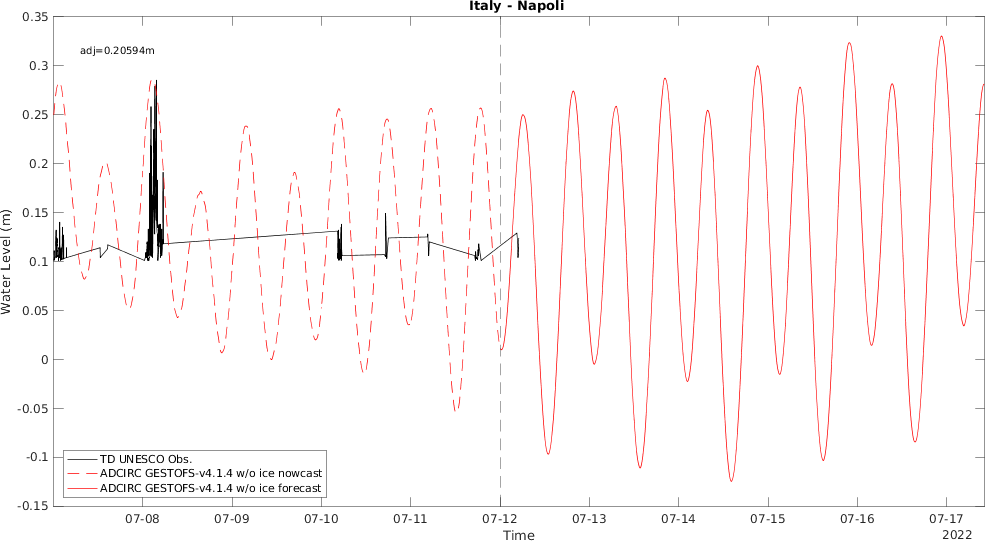 Italy - Napoli
adj=0.20594m
Water Level (m)
0.35
0.3
0.25
0.2
0.15
0.1
0.05
0
-0.05
-0.1
-0.15
TD UNESCO Obs.
ADCIRC GESTOFS-v4.1.4 w/o ice nowcast
ADCIRC GESTOFS-v4.1.4 w/o ice forecast
07-08 07-09 07-10 07-11 07-12 07-13 07-14 07-15 07-16 07-17
Time
2022